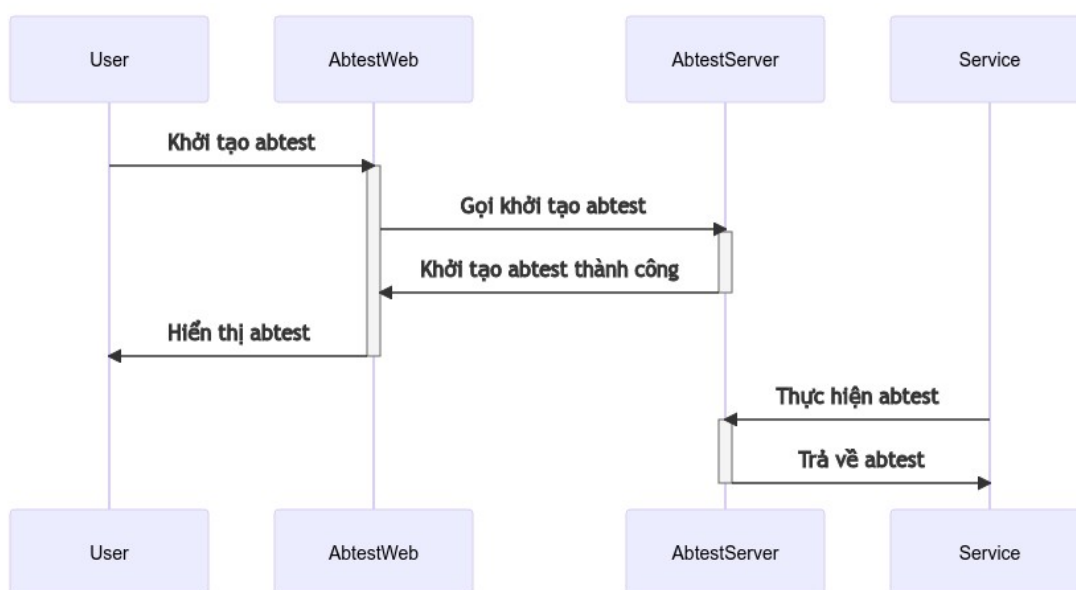 User
AbtestWeb
AbtestServer
Service
Khởi tạo abtest
Gọi khởi tạo abtest
Khởi tạo abtest thành công
Hiển thị abtest
Thực hiện abtest
Trả về abtest
User
AbtestWeb
AbtestServer
Service